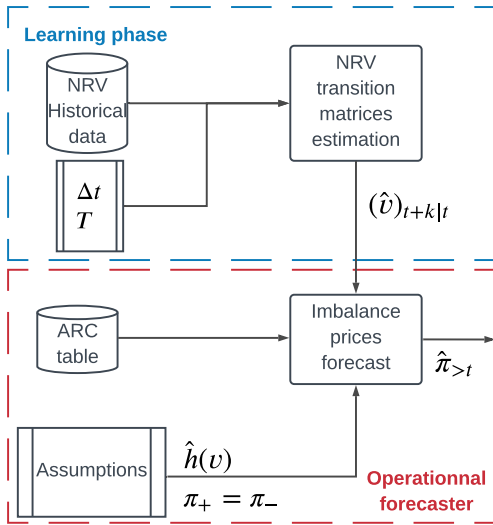 Learning phase
NRV
Historical
data
NRV
transition
matrices
estimation
Δt
T
(v̂)ₜ₊ₖ|ₜ
ARC
table
Imbalance
prices
forecast
π̂_{>t}
Assumptions
ĥ(v)
π₊ = π₋
Operationnal
forecaster